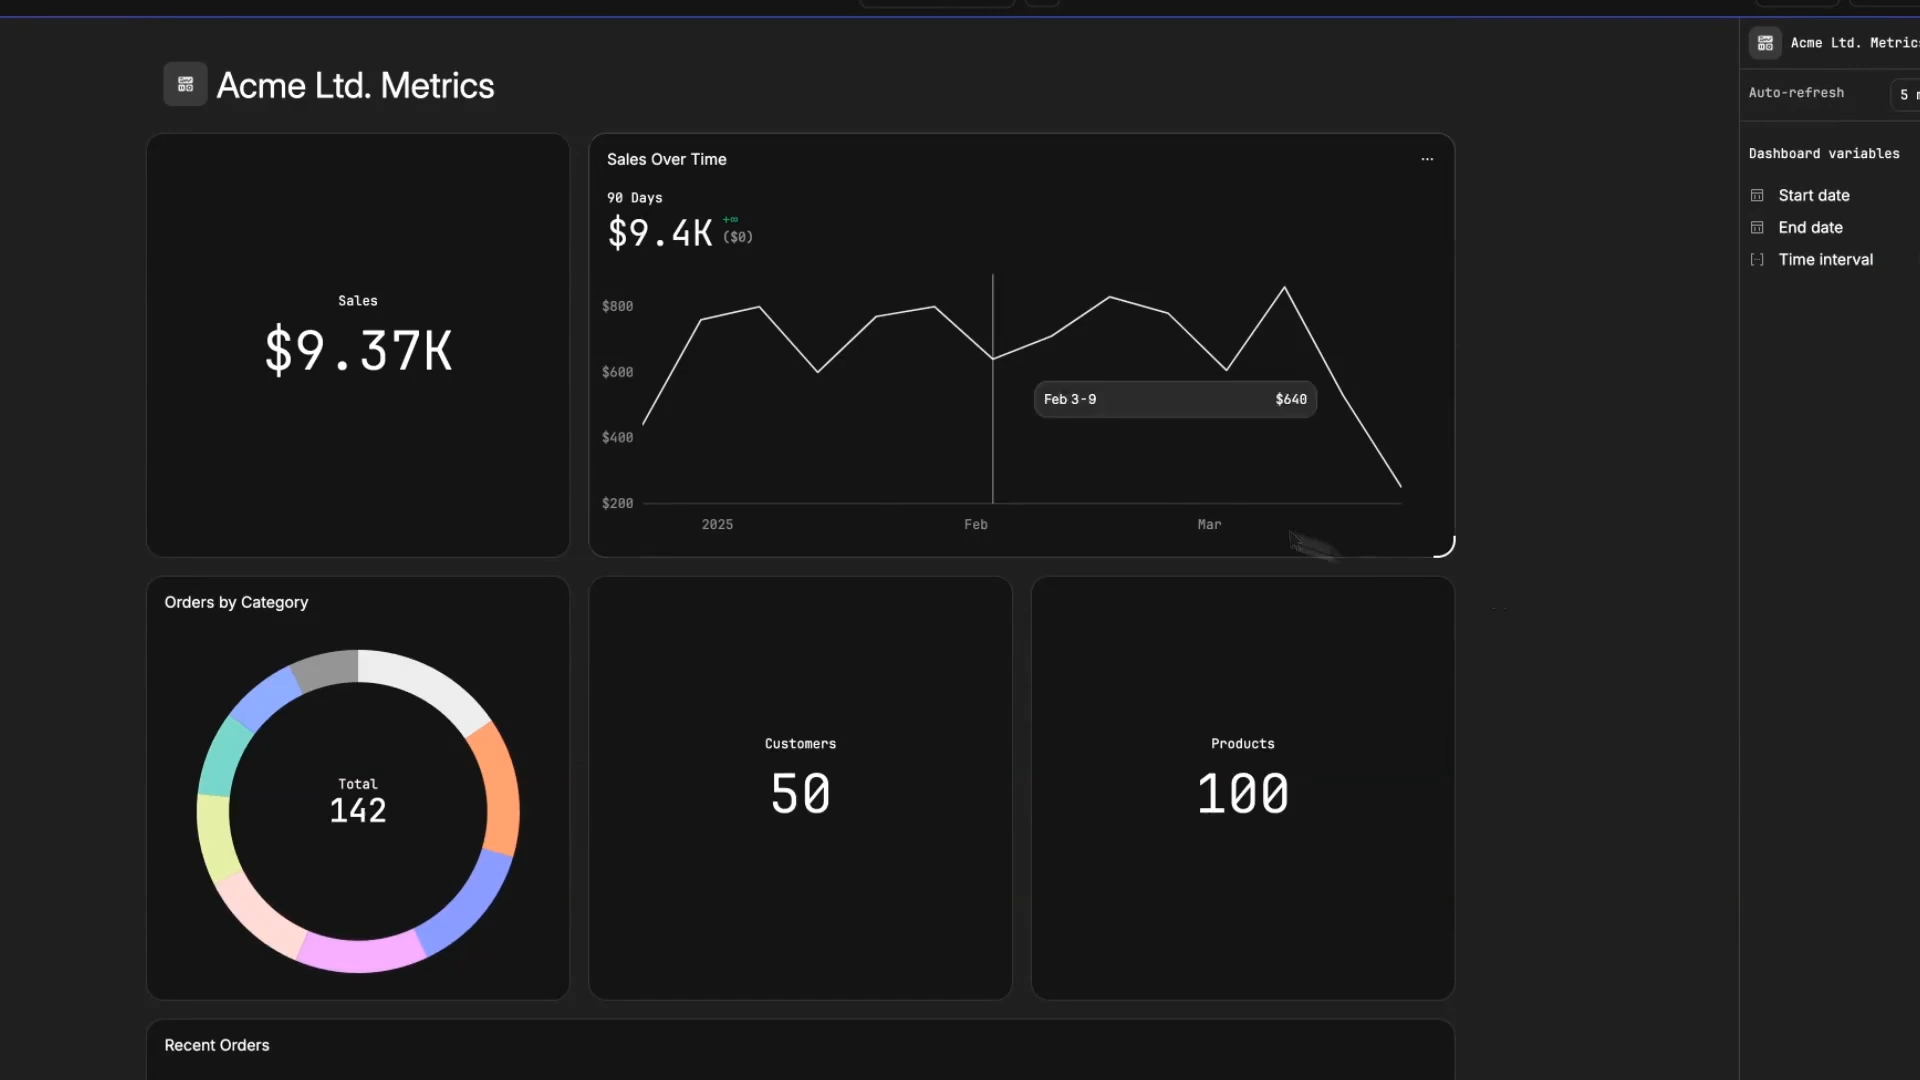 Acme Ltd. Metrics
Sales
$9.37K
Sales Over Time
90 Days
$9.4K
+∞
($0)
$800
$600
$400
$200
2025
Feb
Mar
Feb 3-9
$640
Orders by Category
Total
142
Customers
50
Products
100
Recent Orders
Acme Ltd. Metrics
Auto-refresh
5
Dashboard variables
Start date
End date
Time interval